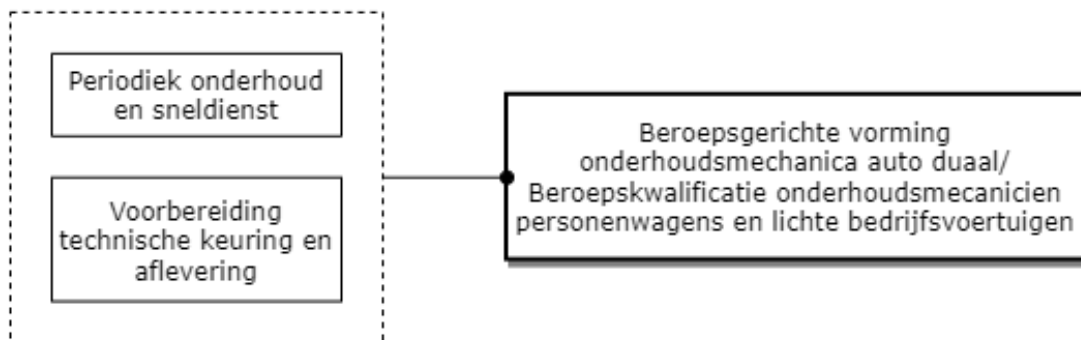 Periodiek onderhoud
en sneldienst
Voorbereiding
technische keuring en
aflevering
Beroepsgerichte vorming
onderhoudsmechanica auto duaal/
Beroepskwalificatie onderhoudsmecanicien
personenwagens en lichte bedrijfsvoertuigen